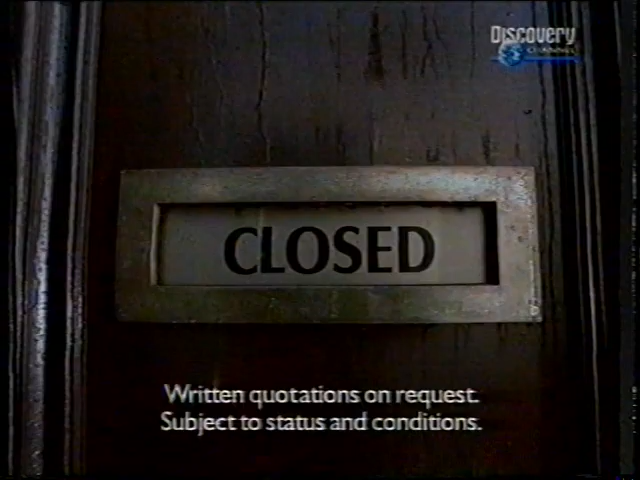 Discovery
CHANNEL
CLOSED
Written quotations on request.
Subject to status and conditions.